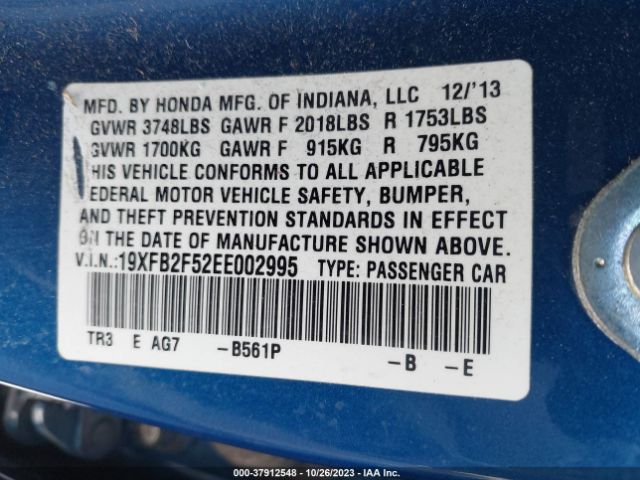 MFD. BY HONDA MFG. OF INDIANA, LLC 12/'13
GVWR 3748LBS GAWR F 2018LBS R 1753LBS
GVWR 1700KG GAWR F 915KG R 795KG
THIS VEHICLE CONFORMS TO ALL APPLICABLE
FEDERAL MOTOR VEHICLE SAFETY, BUMPER,
AND THEFT PREVENTION STANDARDS IN EFFECT
ON THE DATE OF MANUFACTURE SHOWN ABOVE.
V.I.N.:19XFB2F52EE002995 TYPE: PASSENGER CAR
TR3 E AG7 -B561P -B -E
000-37912548 - 10/26/2023 - IAA Inc.